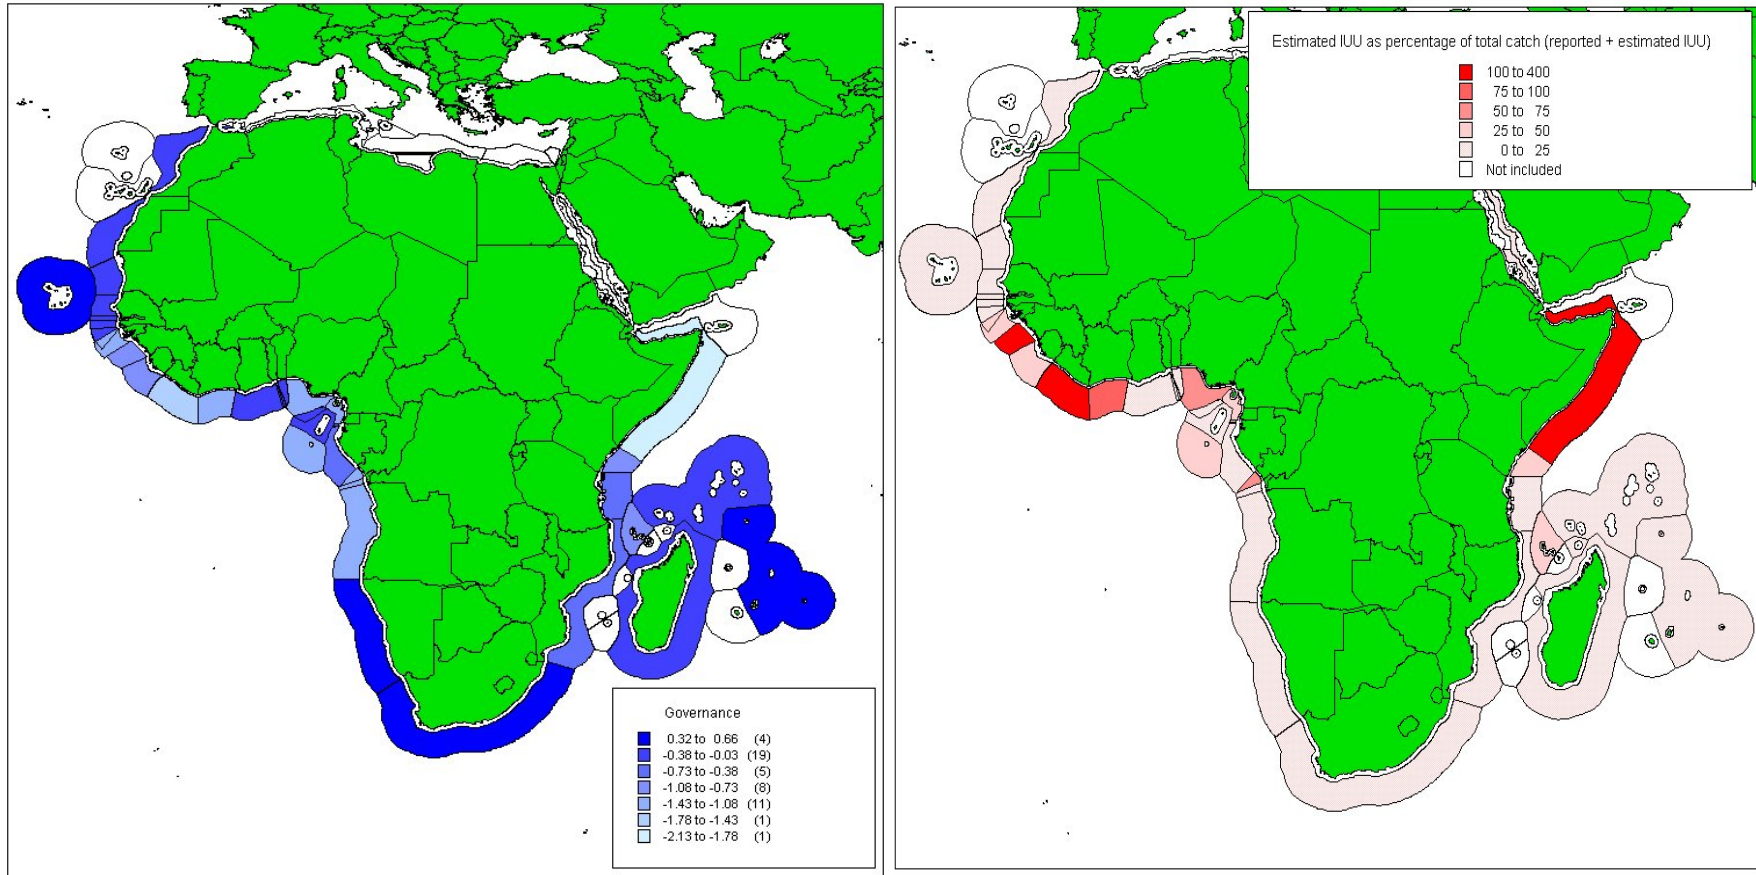 Governance
0.32 to 0.66 (4)
-0.38 to -0.03 (19)
-0.73 to -0.38 (5)
-1.08 to -0.73 (8)
-1.43 to -1.08 (11)
-1.78 to -1.43 (1)
-2.13 to -1.78 (1)
Estimated IUU as percentage of total catch (reported + estimated IUU)
100 to 400
75 to 100
50 to 75
25 to 50
0 to 25
Not included